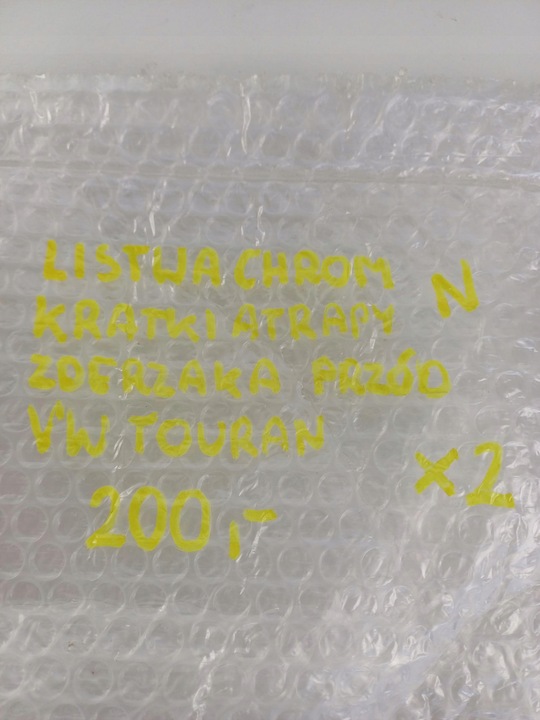 LISTWA CHROM
N
KRATKI ATRAPY
ZDERZAKA PRZÓD
VW TOURAN
x2
200,-